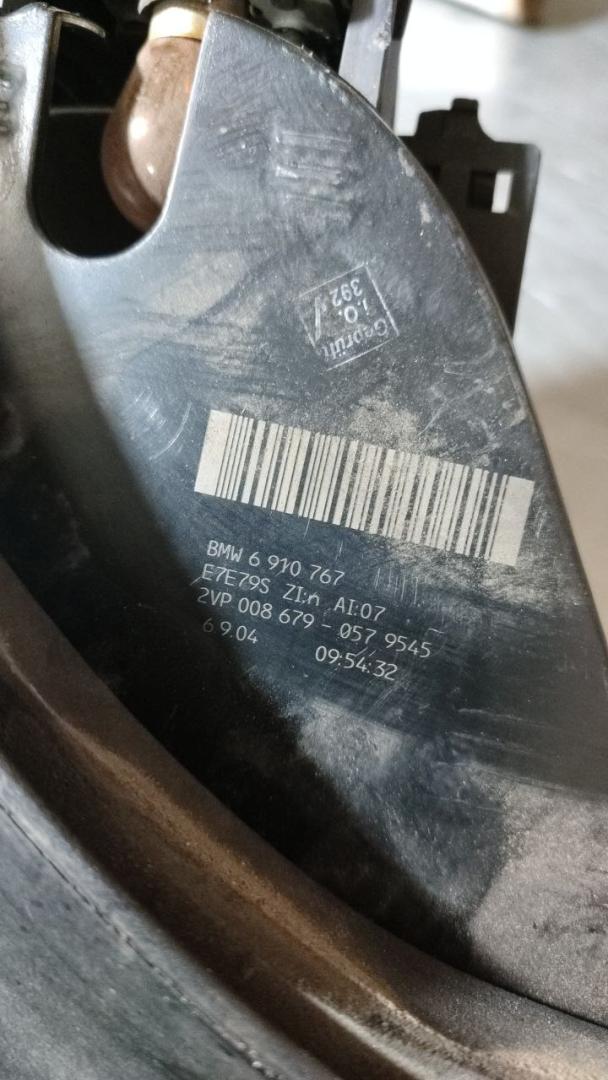 Geprüft
i.O.
392
BMW 6 910 767
E7E79S ZI:n AI:07
2VP 008 679 - 057 9545
6.9.04 09:54:32